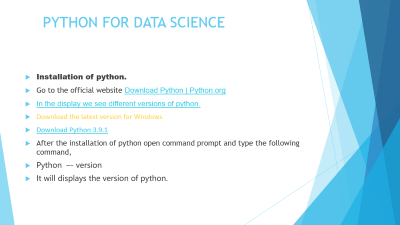 PYTHON FOR DATA SCIENCE
Installation of python.
Go to the official website Download Python | Python.org
In the display we see different versions of python.
Download the latest version for Windows
Download Python 3.9.1
After the installation of python open command prompt and type the following
command,
Python –- version
It will displays the version of python.